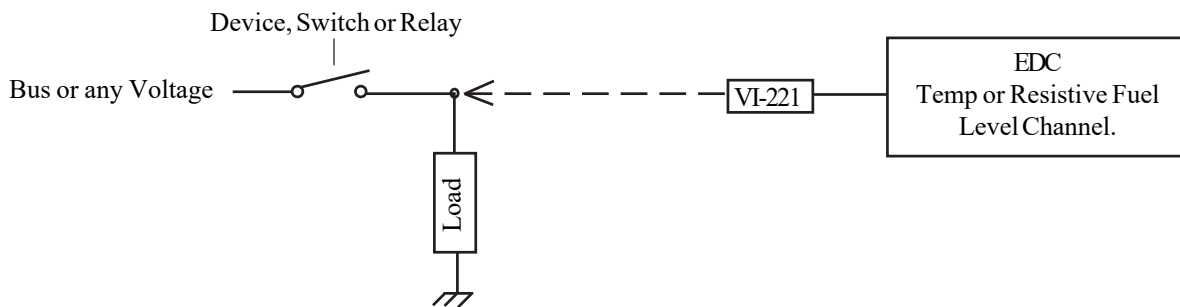 Device, Switch or Relay
Bus or any Voltage
VI-221
EDC
Temp or Resistive Fuel
Level Channel.
Load